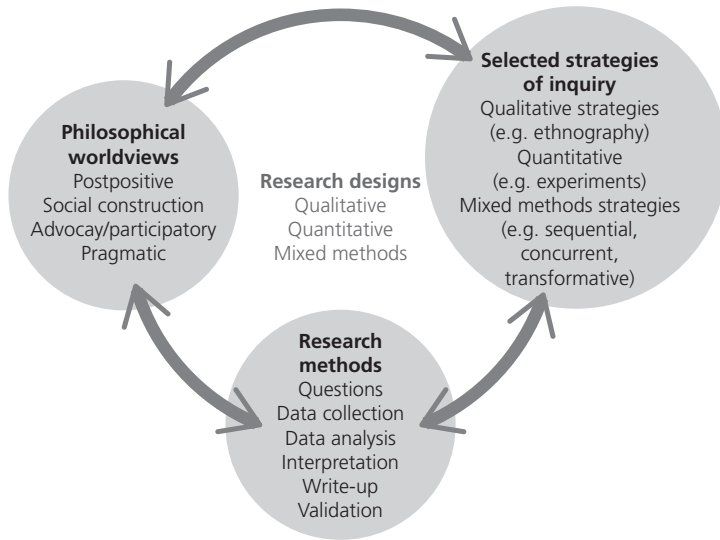 Philosophical
worldviews
Postpositive
Social construction
Advocay/participatory
Pragmatic
Research designs
Qualitative
Quantitative
Mixed methods
Selected strategies
of inquiry
Qualitative strategies
(e.g. ethnography)
Quantitative
(e.g. experiments)
Mixed methods strategies
(e.g. sequential,
concurrent,
transformative)
Research
methods
Questions
Data collection
Data analysis
Interpretation
Write-up
Validation